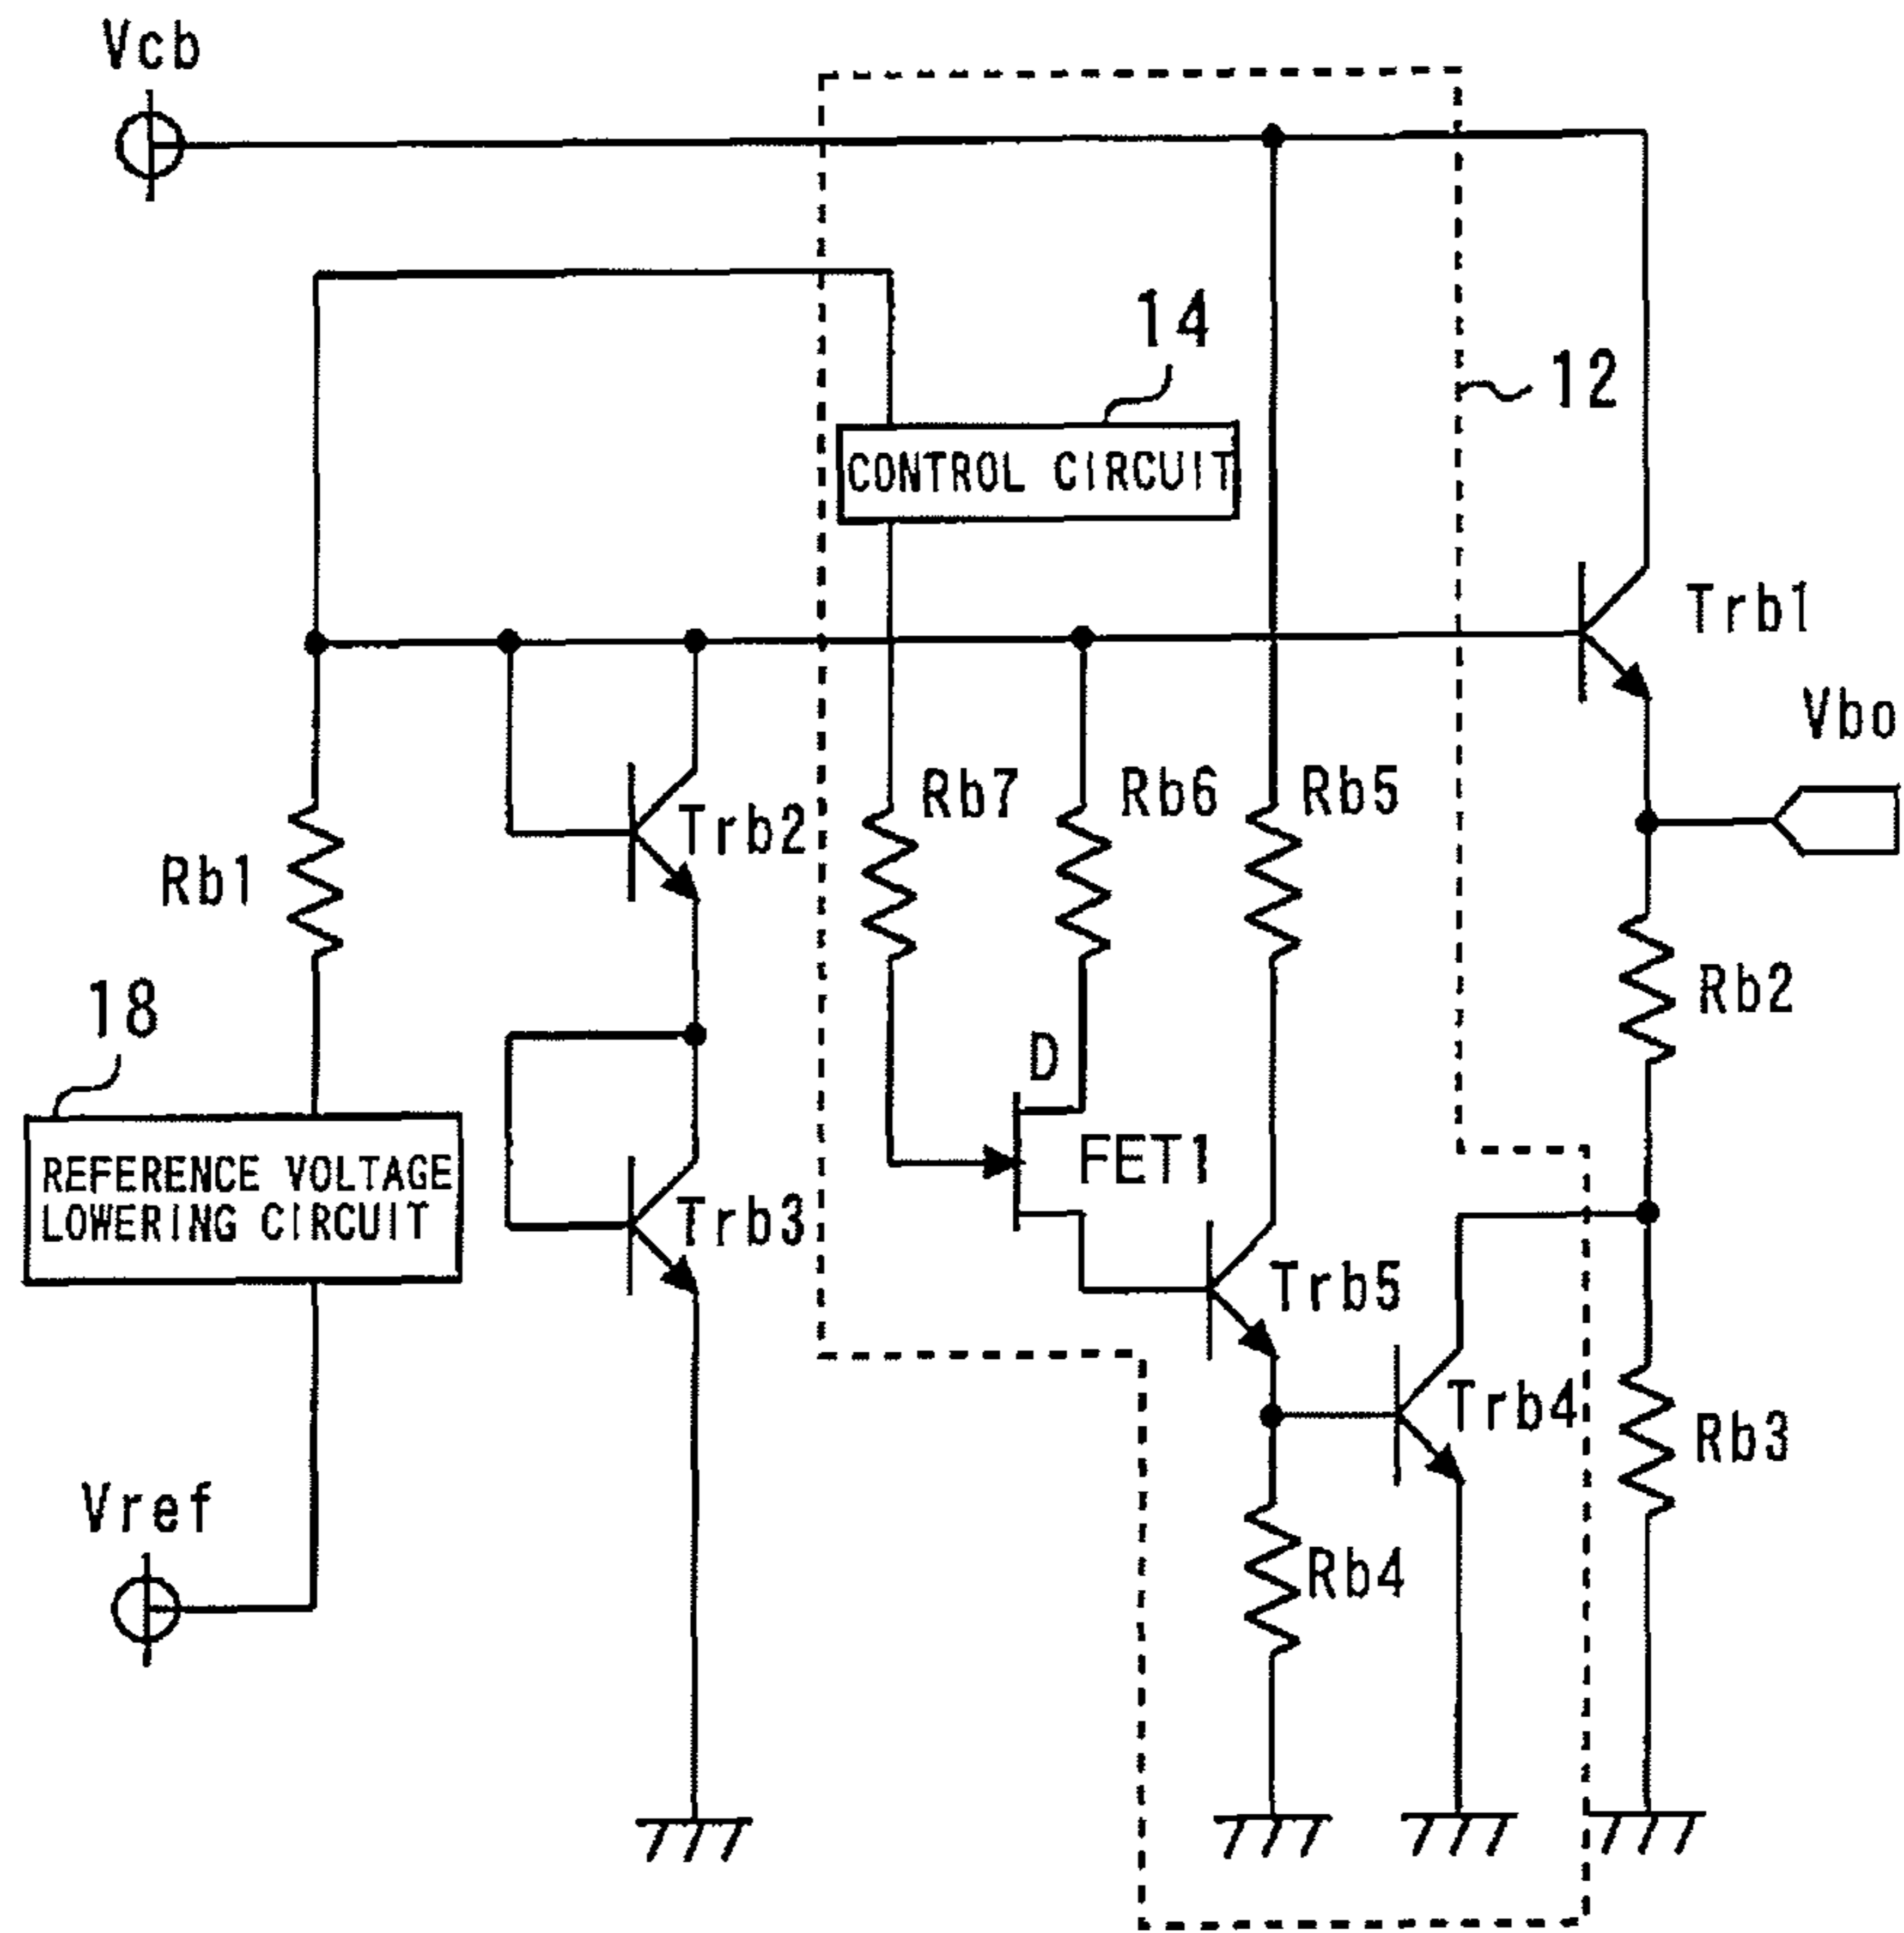 Vcb
14
12
CONTROL CIRCUIT
Trb1
Vbo
Rb7
Rb6
Rb5
Trb2
Rb1
Rb2
18
D
REFERENCE VOLTAGE
LOWERING CIRCUIT
FET1
Trb3
Trb5
Trb4
Rb3
Vref
Rb4